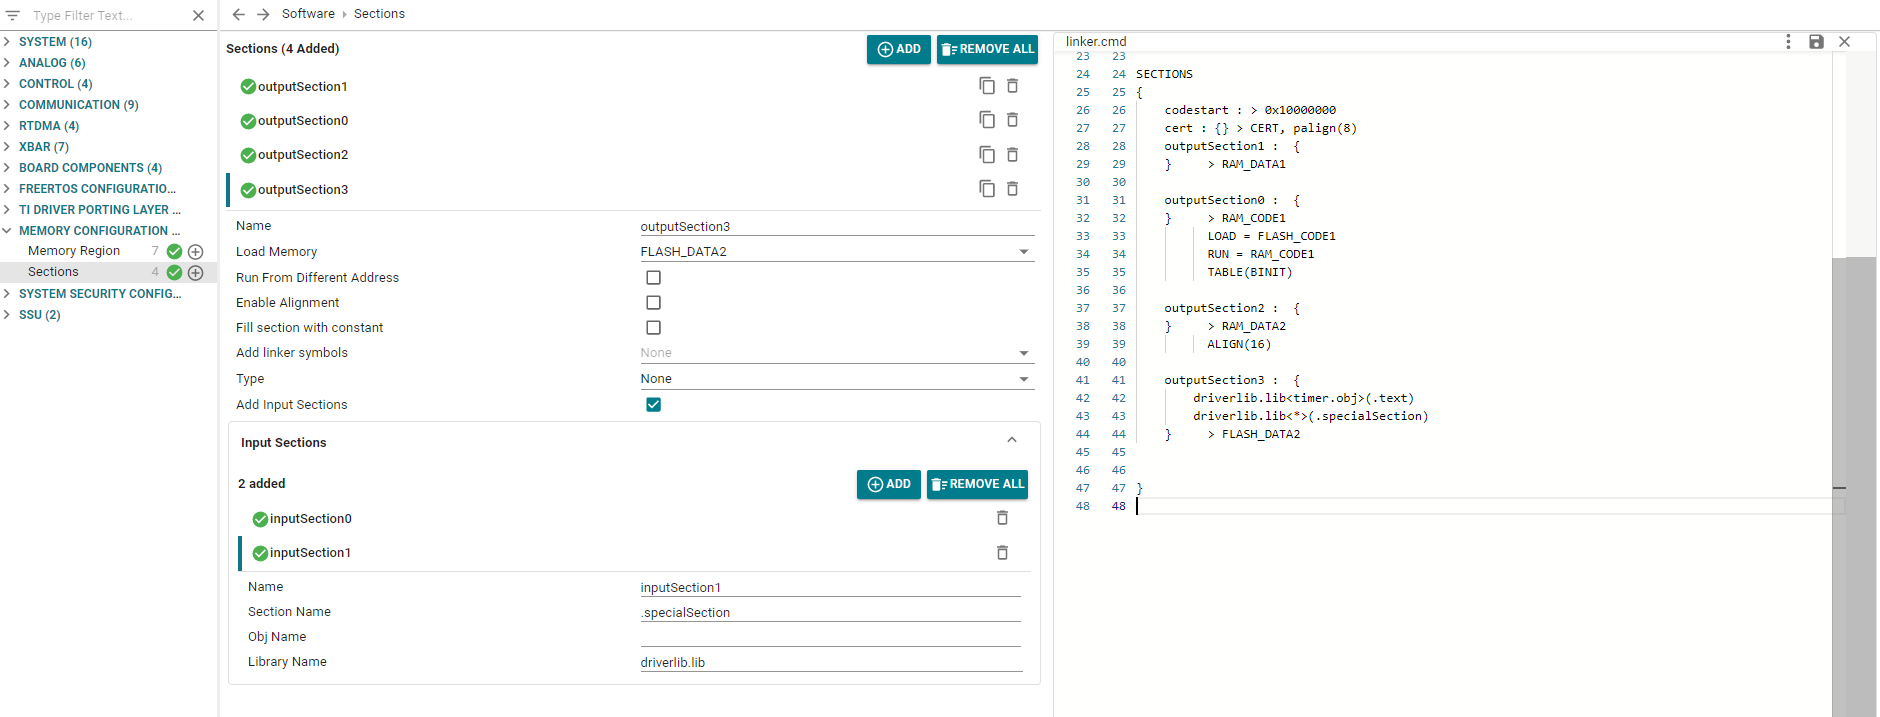 Type Filter Text...
SYSTEM (16)
ANALOG (6)
CONTROL (4)
COMMUNICATION (9)
RTDMA (4)
XBAR (7)
BOARD COMPONENTS (4)
FREERTOS CONFIGURATIO...
TI DRIVER PORTING LAYER ...
MEMORY CONFIGURATION ...
Memory Region 7
Sections 4
SYSTEM SECURITY CONFIG...
SSU (2)
Software › Sections
Sections (4 Added)
ADD
REMOVE ALL
outputSection1
outputSection0
outputSection2
outputSection3
Name outputSection3
Load Memory FLASH_DATA2
Run From Different Address
Enable Alignment
Fill section with constant
Add linker symbols None
Type None
Add Input Sections
Input Sections
2 added
ADD
REMOVE ALL
inputSection0
inputSection1
Name inputSection1
Section Name .specialSection
Obj Name
Library Name driverlib.lib
linker.cmd
23 23
24 24 SECTIONS
25 25 {
26 26 codestart : > 0x10000000
27 27 cert : {} > CERT, palign(8)
28 28 outputSection1 : {
29 29 } > RAM_DATA1
30 30
31 31 outputSection0 : {
32 32 } > RAM_CODE1
33 33 LOAD = FLASH_CODE1
34 34 RUN = RAM_CODE1
35 35 TABLE(BINIT)
36 36
37 37 outputSection2 : {
38 38 } > RAM_DATA2
39 39 ALIGN(16)
40 40
41 41 outputSection3 : {
42 42 driverlib.lib<timer.obj>(.text)
43 43 driverlib.lib<*>(.specialSection)
44 44 } > FLASH_DATA2
45 45
46 46
47 47 }
48 48